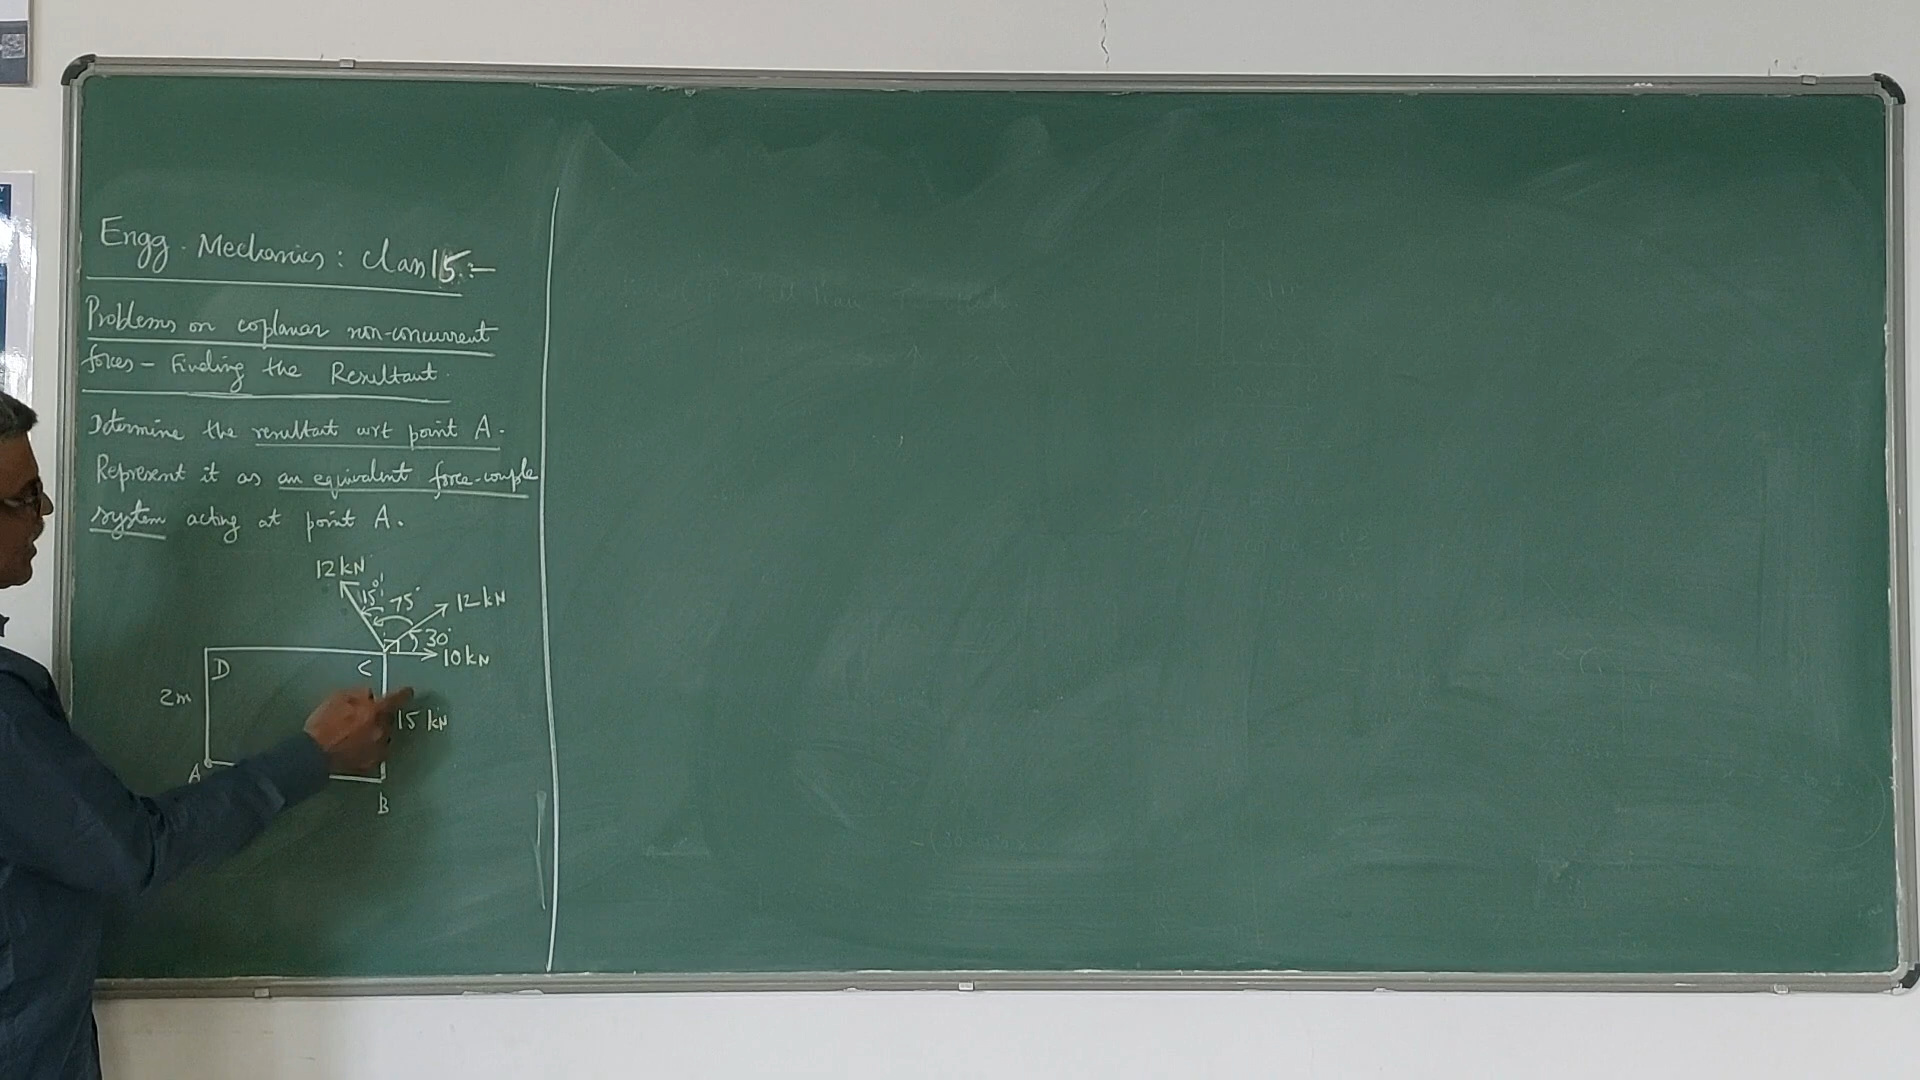 Engg. Mechanics: Class 15:-
Problems on coplanar non-concurrent
forces - Finding the Resultant.
Determine the resultant wrt point A.
Represent it as an equivalent force-couple
system acting at point A.
12 kN
15°
75°
12 kN
30°
10 kN
D
C
2m
15 kN
A
B